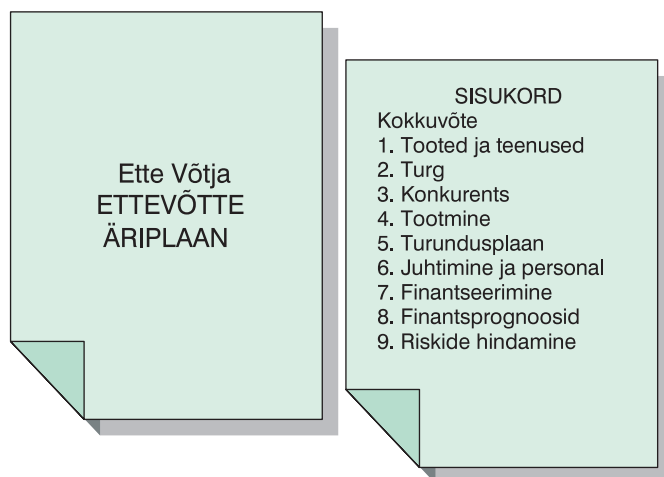 Ette Võtja
ETTEVÕTTE
ÄRIPLAAN
SISUKORD
Kokkuvõte
1. Tooted ja teenused
2. Turg
3. Konkurents
4. Tootmine
5. Turundusplaan
6. Juhtimine ja personal
7. Finantseerimine
8. Finantsprognoosid
9. Riskide hindamine